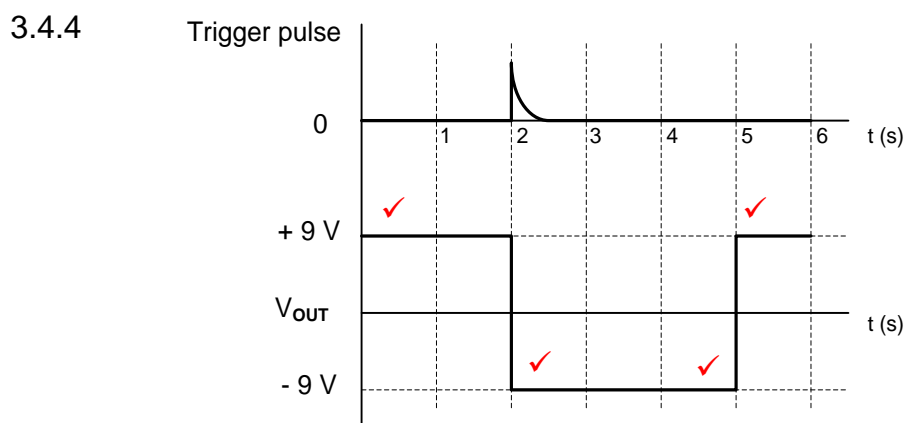 3.4.4 Trigger pulse
0
1 2 3 4 5 6 t (s)
+ 9 V
VOUT t (s)
- 9 V